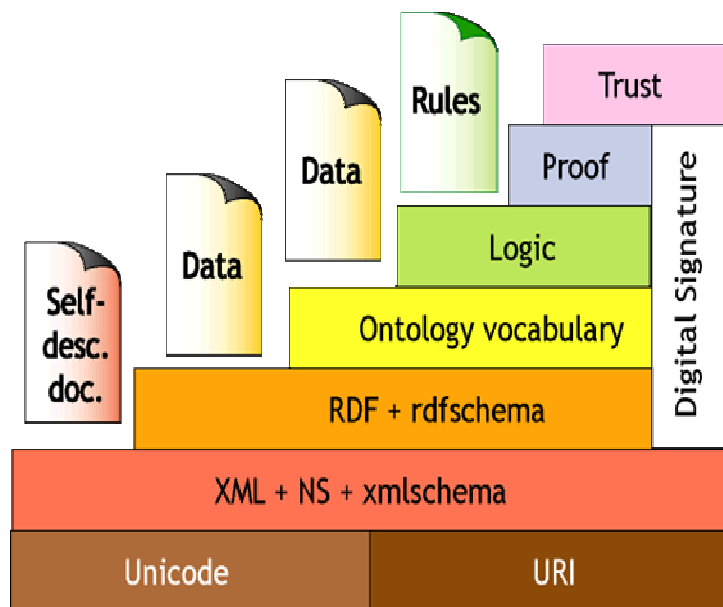 Rules
Trust
Data
Proof
Data
Logic
Self-
desc.
doc.
Ontology vocabulary
Digital Signature
RDF + rdfschema
XML + NS + xmlschema
Unicode
URI